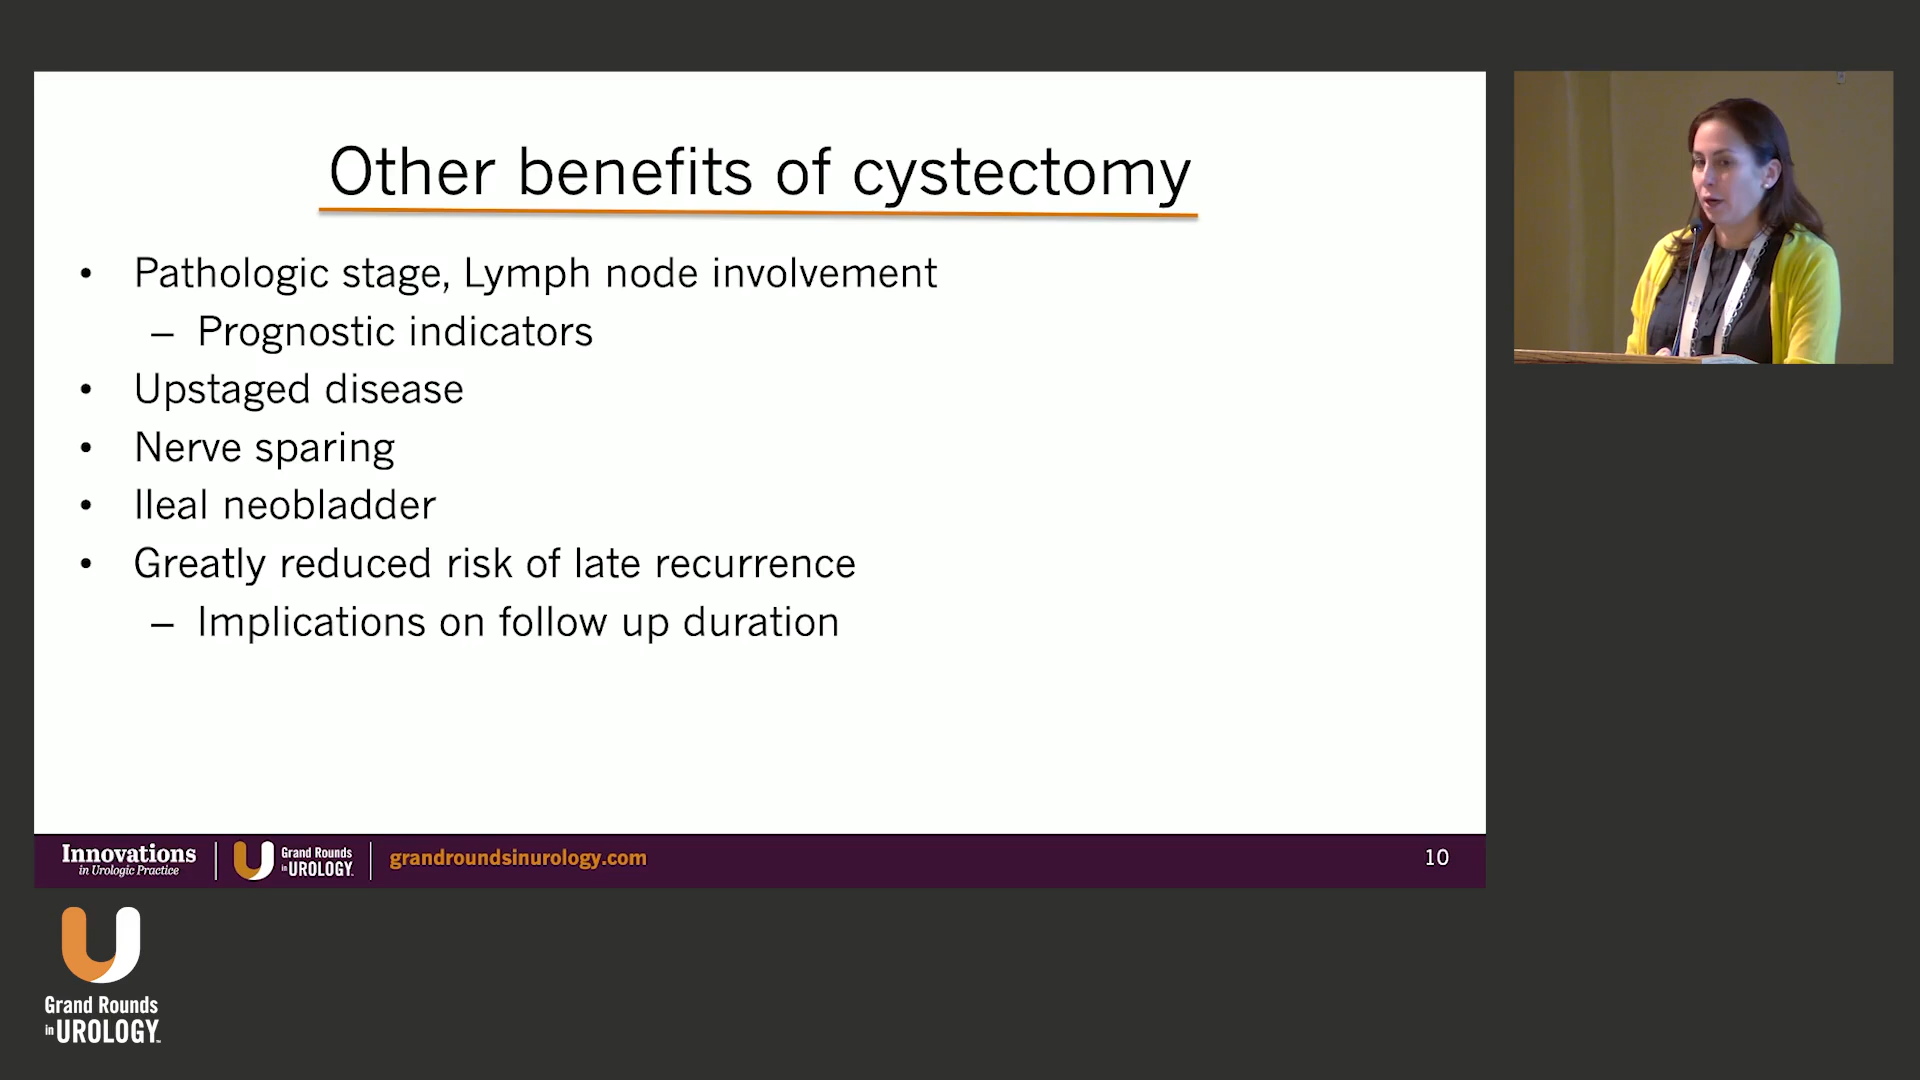 Other benefits of cystectomy
• Pathologic stage, Lymph node involvement
– Prognostic indicators
• Upstaged disease
• Nerve sparing
• Ileal neobladder
• Greatly reduced risk of late recurrence
– Implications on follow up duration
Innovations
in Urologic Practice
Grand Rounds
in UROLOGY.
grandroundsinurology.com
10
Grand Rounds
in UROLOGY™